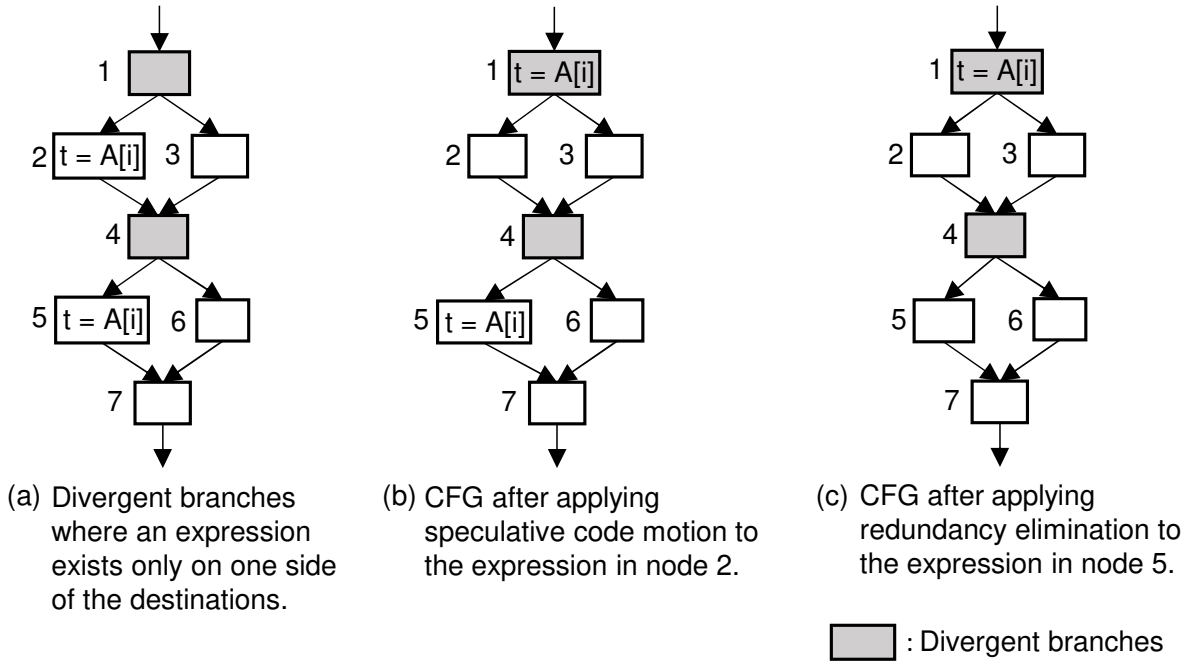 1
2 t = A[i] 3
4
5 t = A[i] 6
7
(a) Divergent branches
where an expression
exists only on one side
of the destinations.
1 t = A[i]
2 3
4
5 t = A[i] 6
7
(b) CFG after applying
speculative code motion to
the expression in node 2.
1 t = A[i]
2 3
4
5 6
7
(c) CFG after applying
redundancy elimination to
the expression in node 5.
: Divergent branches